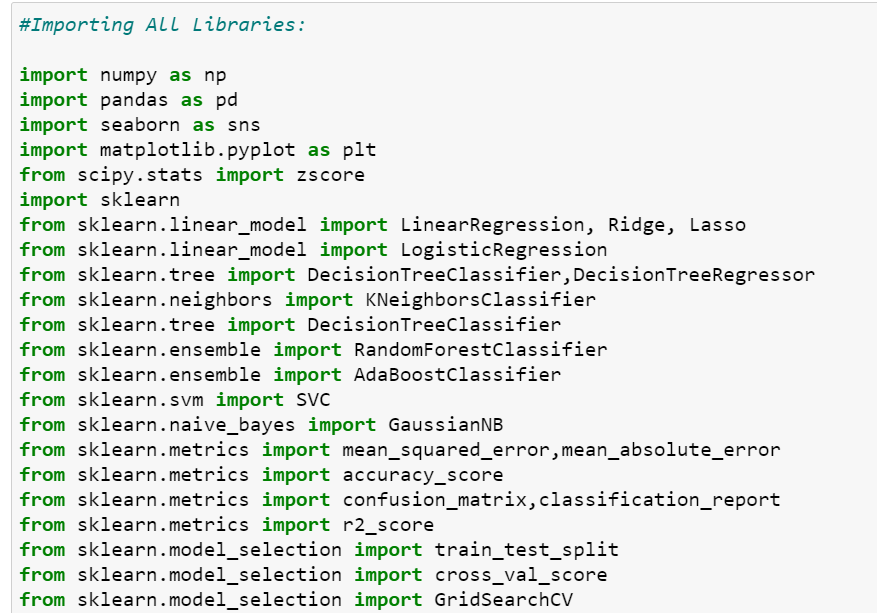 #Importing All Libraries:
import numpy as np
import pandas as pd
import seaborn as sns
import matplotlib.pyplot as plt
from scipy.stats import zscore
import sklearn
from sklearn.linear_model import LinearRegression, Ridge, Lasso
from sklearn.linear_model import LogisticRegression
from sklearn.tree import DecisionTreeClassifier,DecisionTreeRegressor
from sklearn.neighbors import KNeighborsClassifier
from sklearn.tree import DecisionTreeClassifier
from sklearn.ensemble import RandomForestClassifier
from sklearn.ensemble import AdaBoostClassifier
from sklearn.svm import SVC
from sklearn.naive_bayes import GaussianNB
from sklearn.metrics import mean_squared_error,mean_absolute_error
from sklearn.metrics import accuracy_score
from sklearn.metrics import confusion_matrix,classification_report
from sklearn.metrics import r2_score
from sklearn.model_selection import train_test_split
from sklearn.model_selection import cross_val_score
from sklearn.model_selection import GridSearchCV